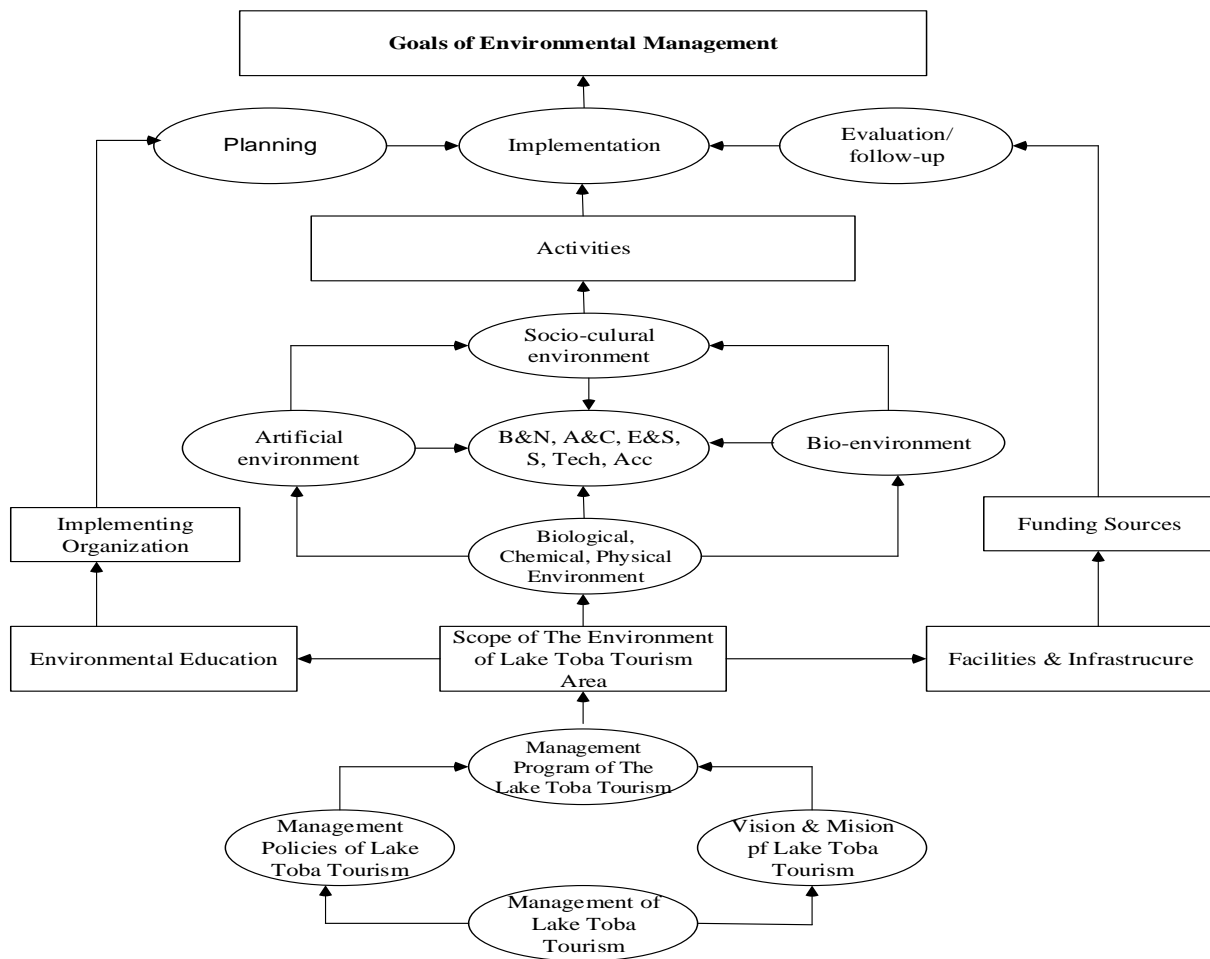 Goals of Environmental Management
Planning
Implementation
Evaluation/
follow-up
Activities
Socio-culural
environment
Artificial
environment
B&N, A&C, E&S,
S, Tech, Acc
Bio-environment
Implementing
Organization
Biological,
Chemical, Physical
Environment
Funding Sources
Environmental Education
Scope of The Environment
of Lake Toba Tourism
Area
Facilities & Infrastrucure
Management
Program of The
Lake Toba Tourism
Management
Policies of Lake
Toba Tourism
Vision & Mision
pf Lake Toba
Tourism
Management of
Lake Toba
Tourism